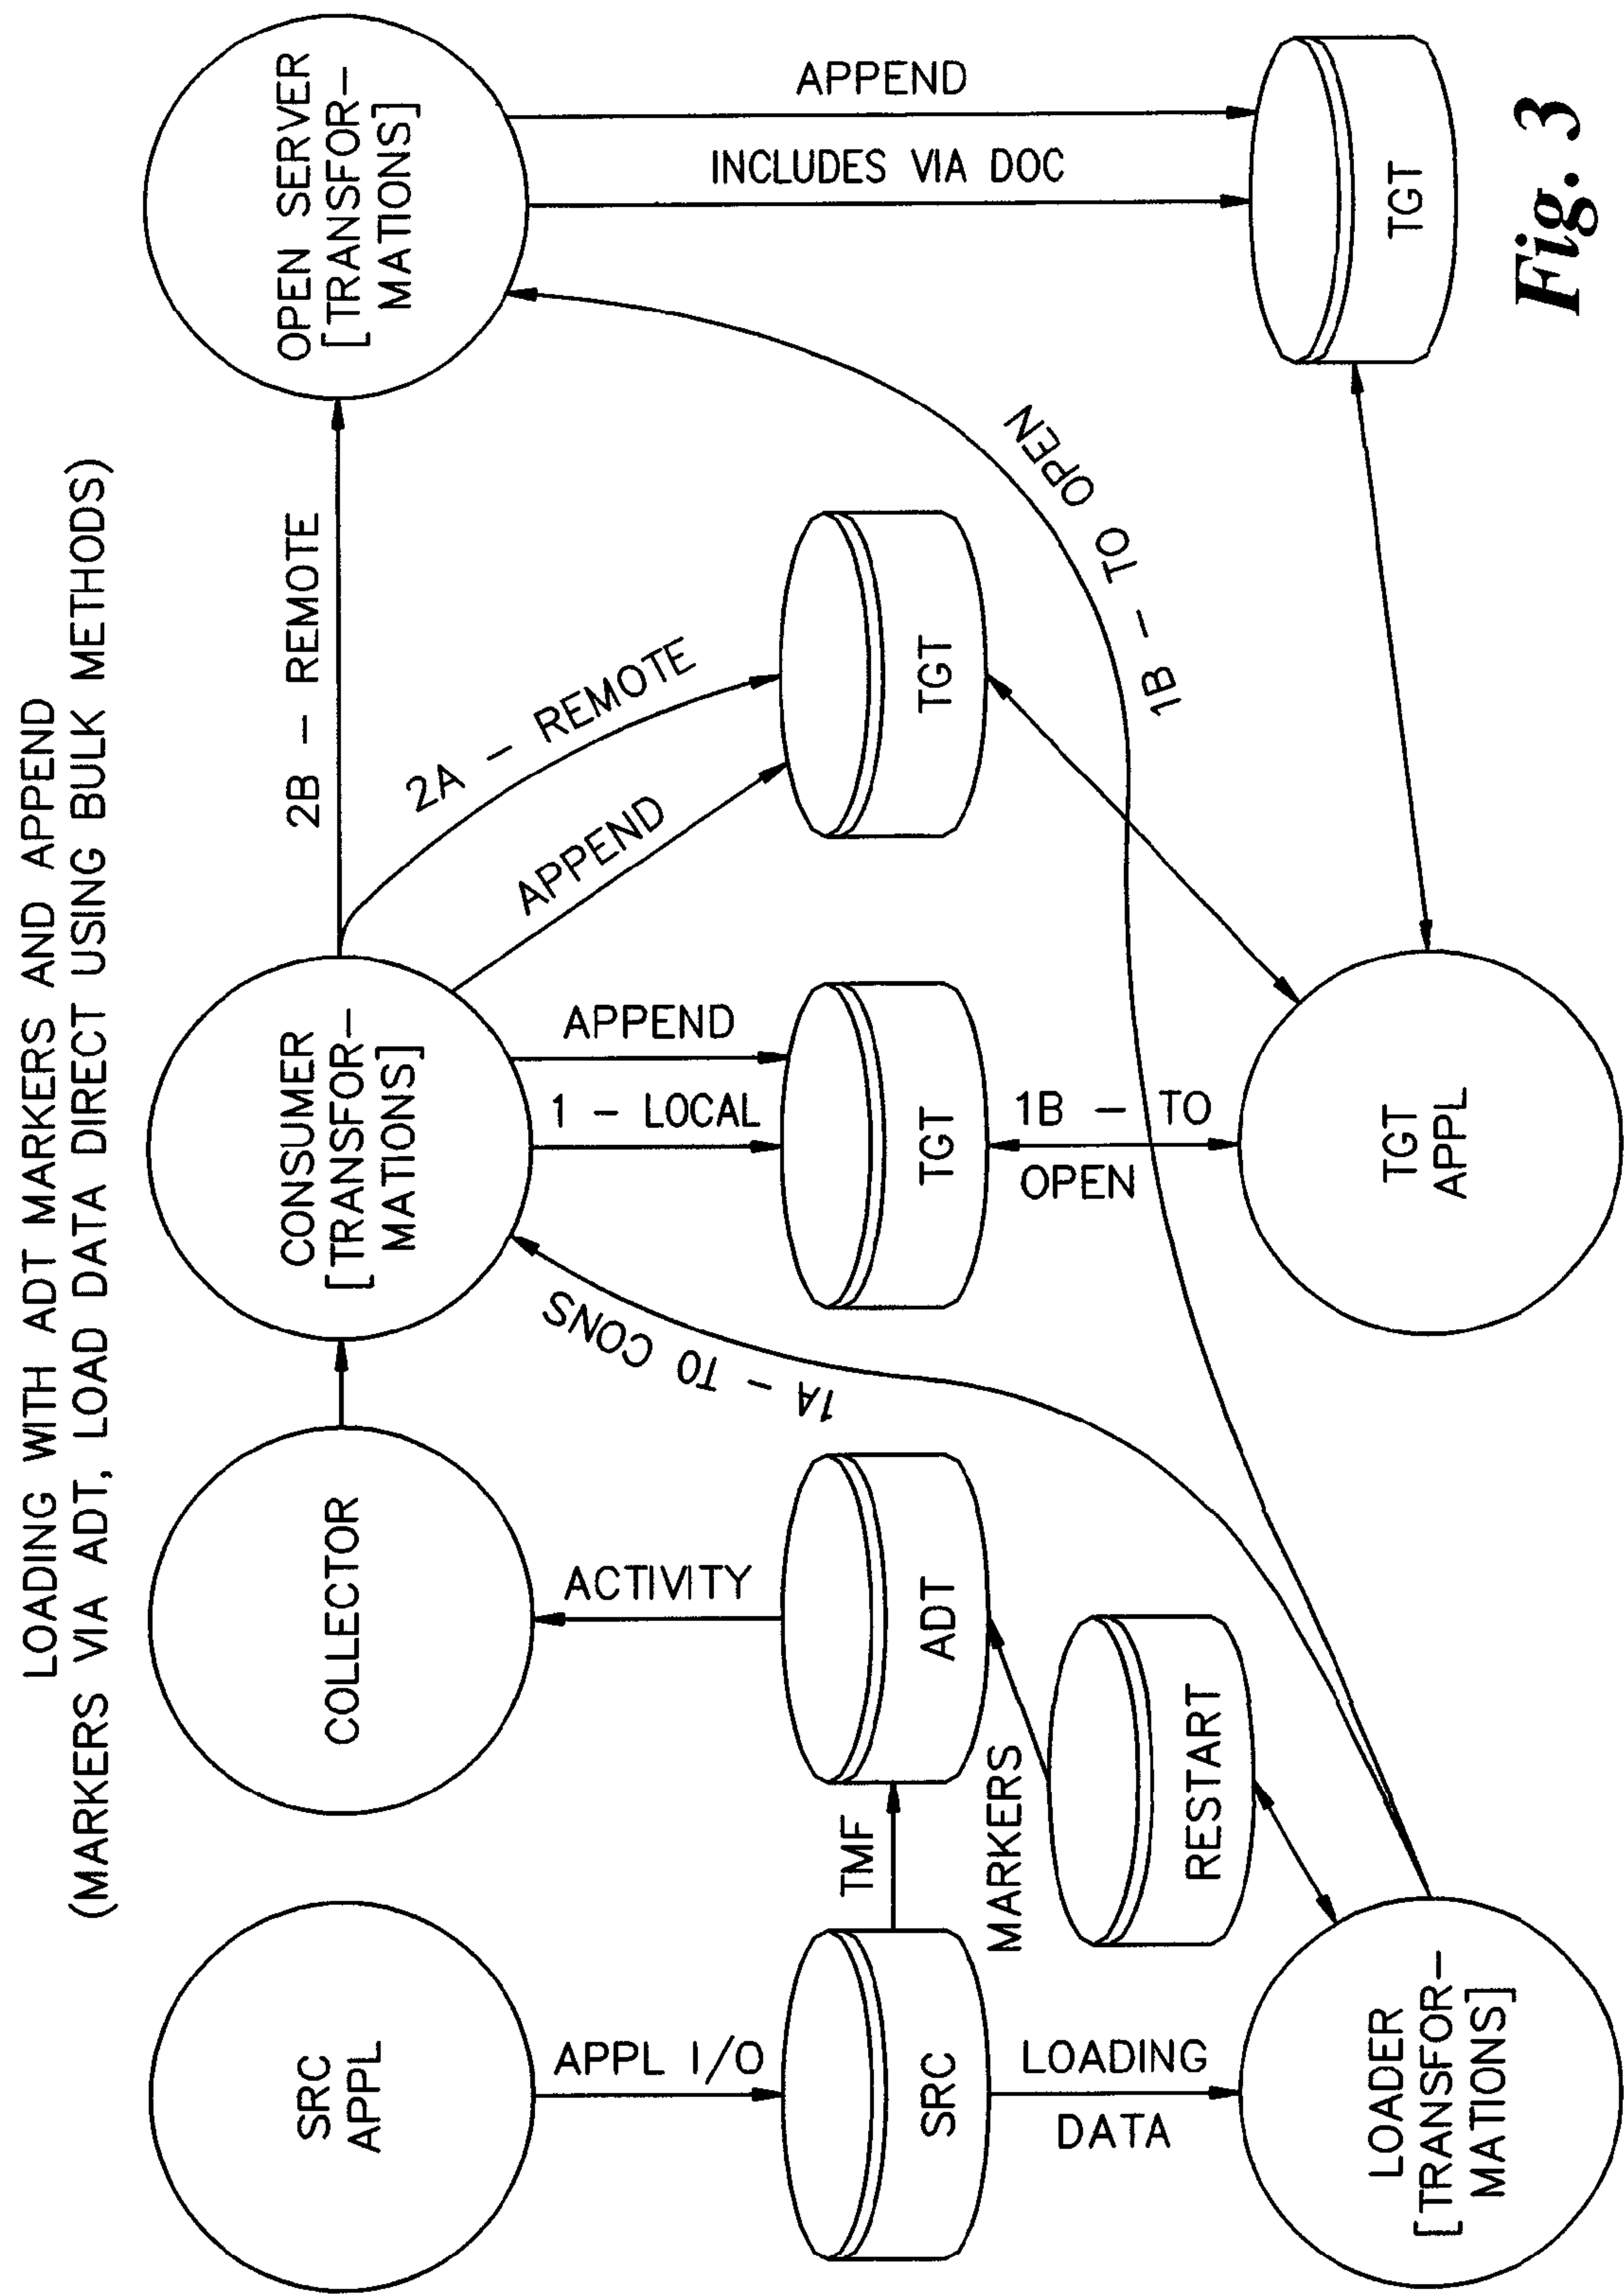 LOADING WITH ADT MARKERS AND APPEND
(MARKERS VIA ADT, LOAD DATA DIRECT USING BULK METHODS)
SRC
APPL
COLLECTOR
CONSUMER
[TRANSFOR-
MATIONS]
2B - REMOTE
OPEN SERVER
[TRANSFOR-
MATIONS]
APPL I/O
ACTIVITY
1A - TO CONS
1 - LOCAL
APPEND
APPEND
2A - REMOTE
INCLUDES VIA DOC
APPEND
SRC
TMF
ADT
TGT
TGT
MARKERS
LOADING
DATA
RESTART
1B - TO
OPEN
1B - TO OPEN
LOADER
[TRANSFOR-
MATIONS]
TGT
APPL
TGT
Fig. 3